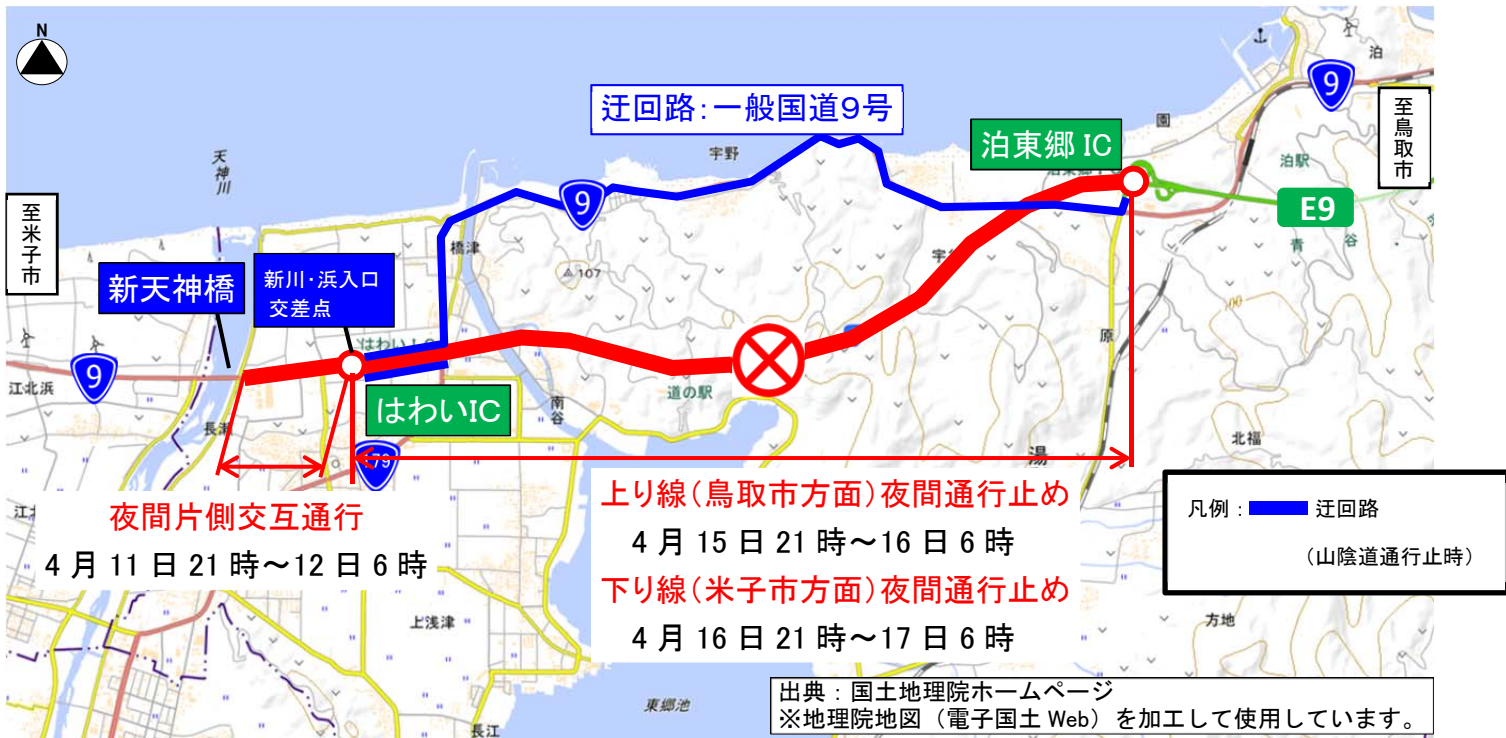 N
迂回路：一般国道9号
9
至鳥取市
泊
園
泊東郷 IC
泊駅
E9
青谷
天神川
宇野
9
至米子市
橋津
107
新天神橋
新川・浜入口
交差点
はわいIC
9
江北浜
長瀬
南谷
道の駅
原
北福
湯
179
夜間片側交互通行
4月11日21時～12日6時
上り線（鳥取市方面）夜間通行止め
4月15日21時～16日6時
下り線（米子市方面）夜間通行止め
4月16日21時～17日6時
凡例： 迂回路
（山陰道通行止時）
上浅津
方地
東郷池
長江
出典：国土地理院ホームページ
※地理院地図（電子国土Web）を加工して使用しています。